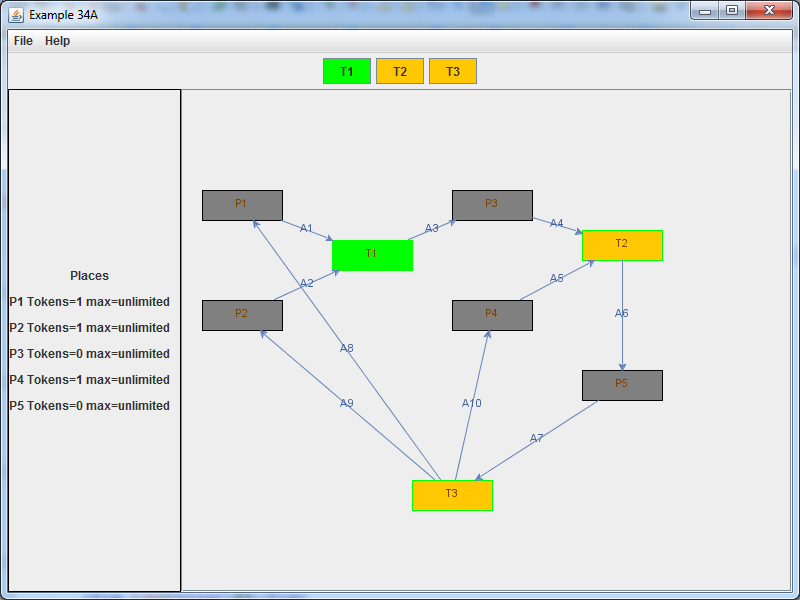 Example 34A
File Help
T1 T2 T3
Places
P1 Tokens=1 max=unlimited
P2 Tokens=1 max=unlimited
P3 Tokens=0 max=unlimited
P4 Tokens=1 max=unlimited
P5 Tokens=0 max=unlimited
P1
A1
T1
A3
P3
A4
T2
A2
A5
P2
P4
A6
A8
P5
A9
A10
A7
T3